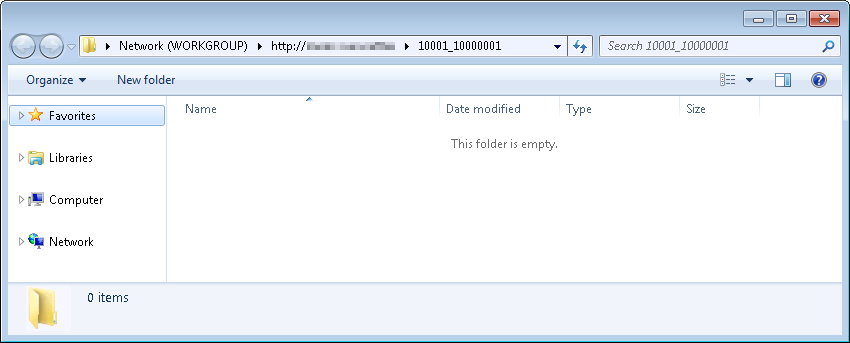 Network (WORKGROUP) http:// 10001_10000001 Search 10001_10000001
Organize New folder
Name Date modified Type Size
This folder is empty.
Favorites
Libraries
Computer
Network
0 items